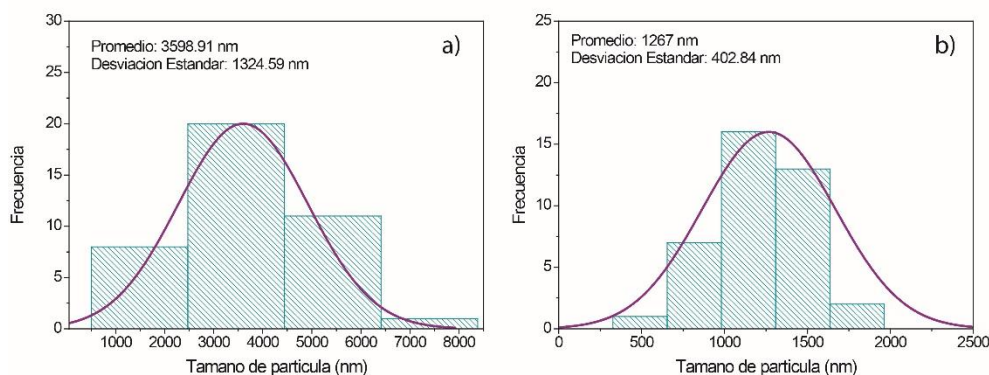 Promedio: 3598.91 nm
Desviacion Estandar: 1324.59 nm
a)
30
25
20
15
10
5
0
Frecuencia
1000 2000 3000 4000 5000 6000 7000 8000
Tamano de particula (nm)
Promedio: 1267 nm
Desviacion Estandar: 402.84 nm
b)
25
20
15
10
5
0
Frecuencia
0 500 1000 1500 2000 2500
Tamano de particula (nm)